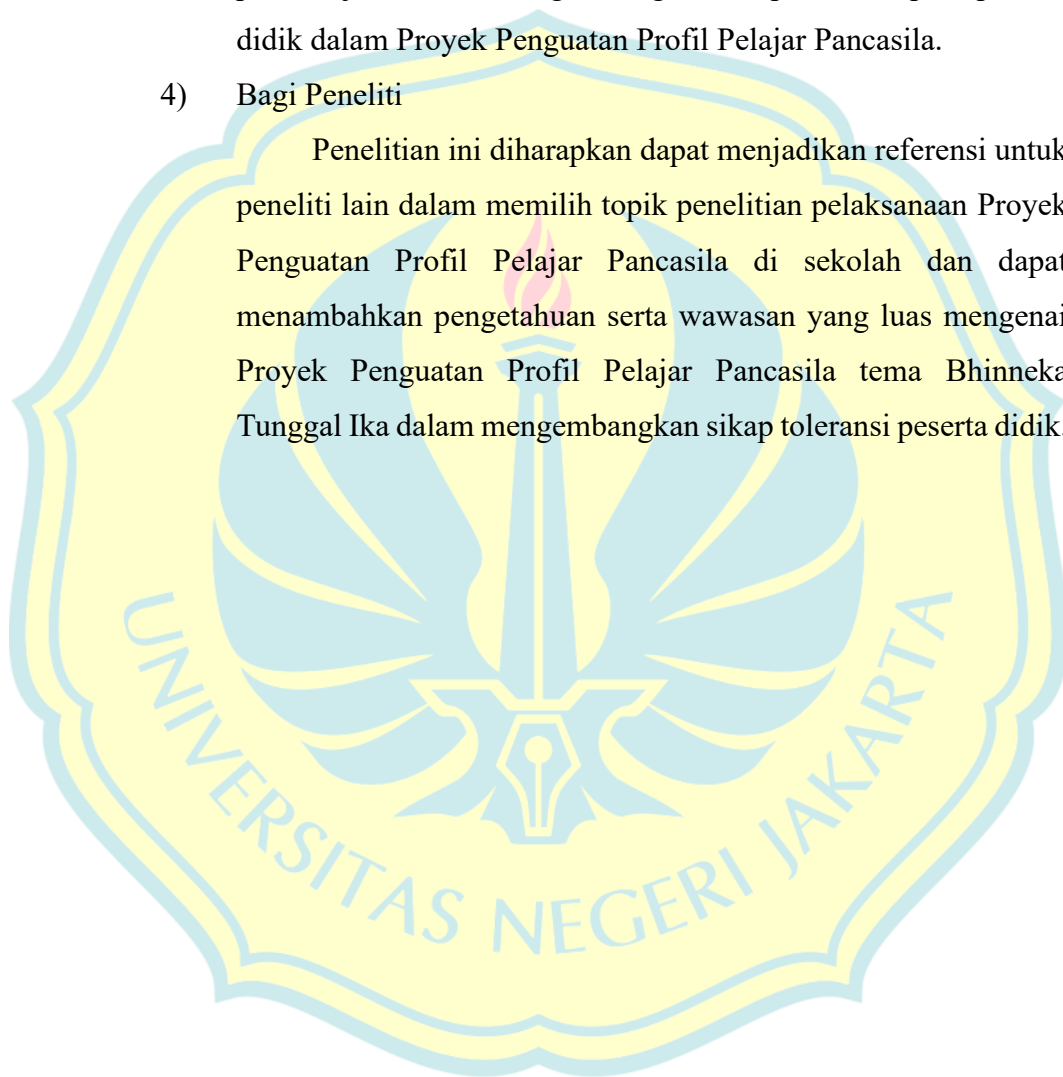 didik dalam Proyek Penguatan Profil Pelajar Pancasila.
4) Bagi Peneliti
Penelitian ini diharapkan dapat menjadikan referensi untuk
peneliti lain dalam memilih topik penelitian pelaksanaan Proyek
Penguatan Profil Pelajar Pancasila di sekolah dan dapat
menambahkan pengetahuan serta wawasan yang luas mengenai
Proyek Penguatan Profil Pelajar Pancasila tema Bhinneka
Tunggal Ika dalam mengembangkan sikap toleransi peserta didik.
UNIVERSITAS NEGERI JAKARTA